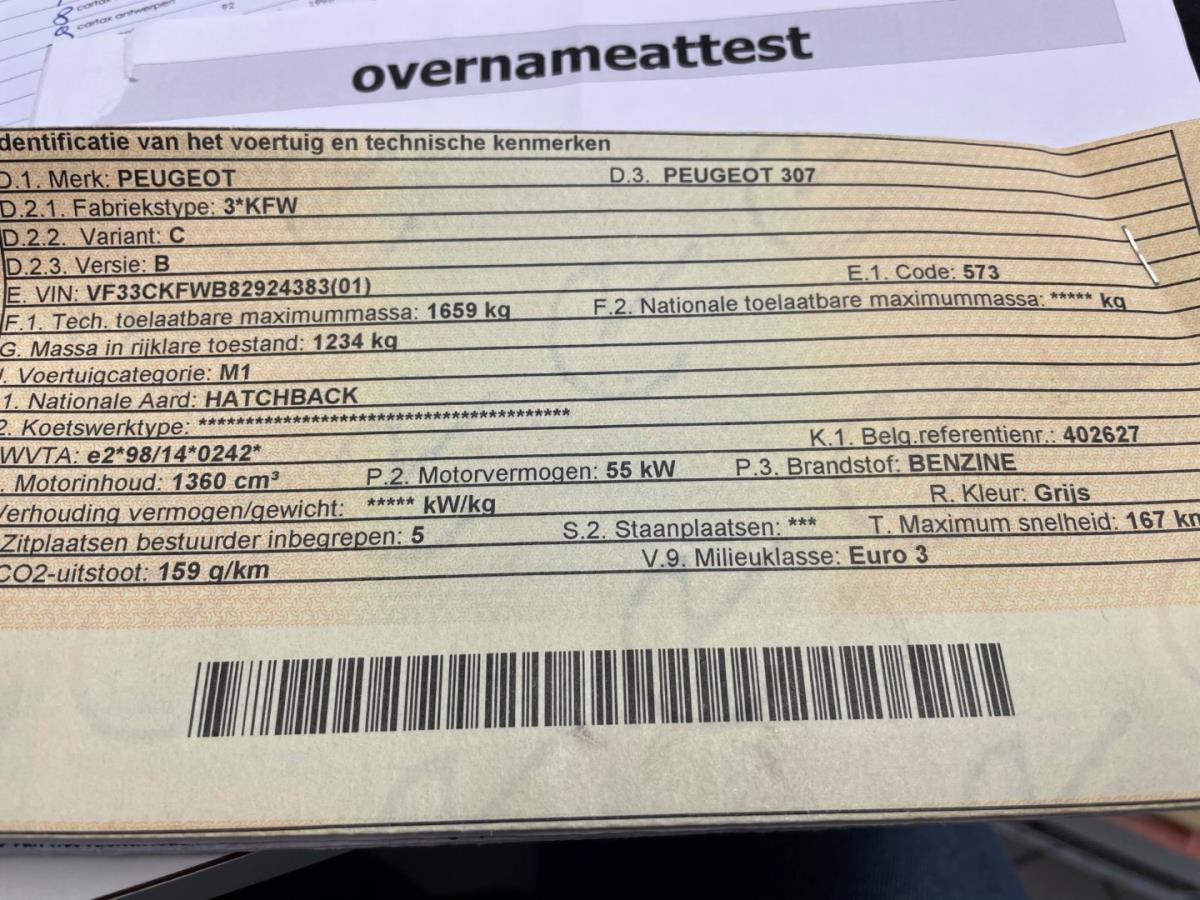 cartax antwerpen 92
overnameattest
dentificatie van het voertuig en technische kenmerken
D.1. Merk: PEUGEOT D.3. PEUGEOT 307
D.2.1. Fabriekstype: 3*KFW
D.2.2. Variant: C
D.2.3. Versie: B
E. VIN: VF33CKFWB82924383(01) E.1. Code: 573
F.1. Tech. toelaatbare maximummassa: 1659 kg F.2. Nationale toelaatbare maximummassa: ***** kg
G. Massa in rijklare toestand: 1234 kg
. Voertuigcategorie: M1
1. Nationale Aard: HATCHBACK
2. Koetswerktype: **************************************
WVTA: e2*98/14*0242* K.1. Belg.referentienr.: 402627
. Motorinhoud: 1360 cm³ P.2. Motorvermogen: 55 kW P.3. Brandstof: BENZINE
Verhouding vermogen/gewicht: ***** kW/kg R. Kleur: Grijs
Zitplaatsen bestuurder inbegrepen: 5 S.2. Staanplaatsen: *** T. Maximum snelheid: 167 km
CO2-uitstoot: 159 g/km V.9. Milieuklasse: Euro 3